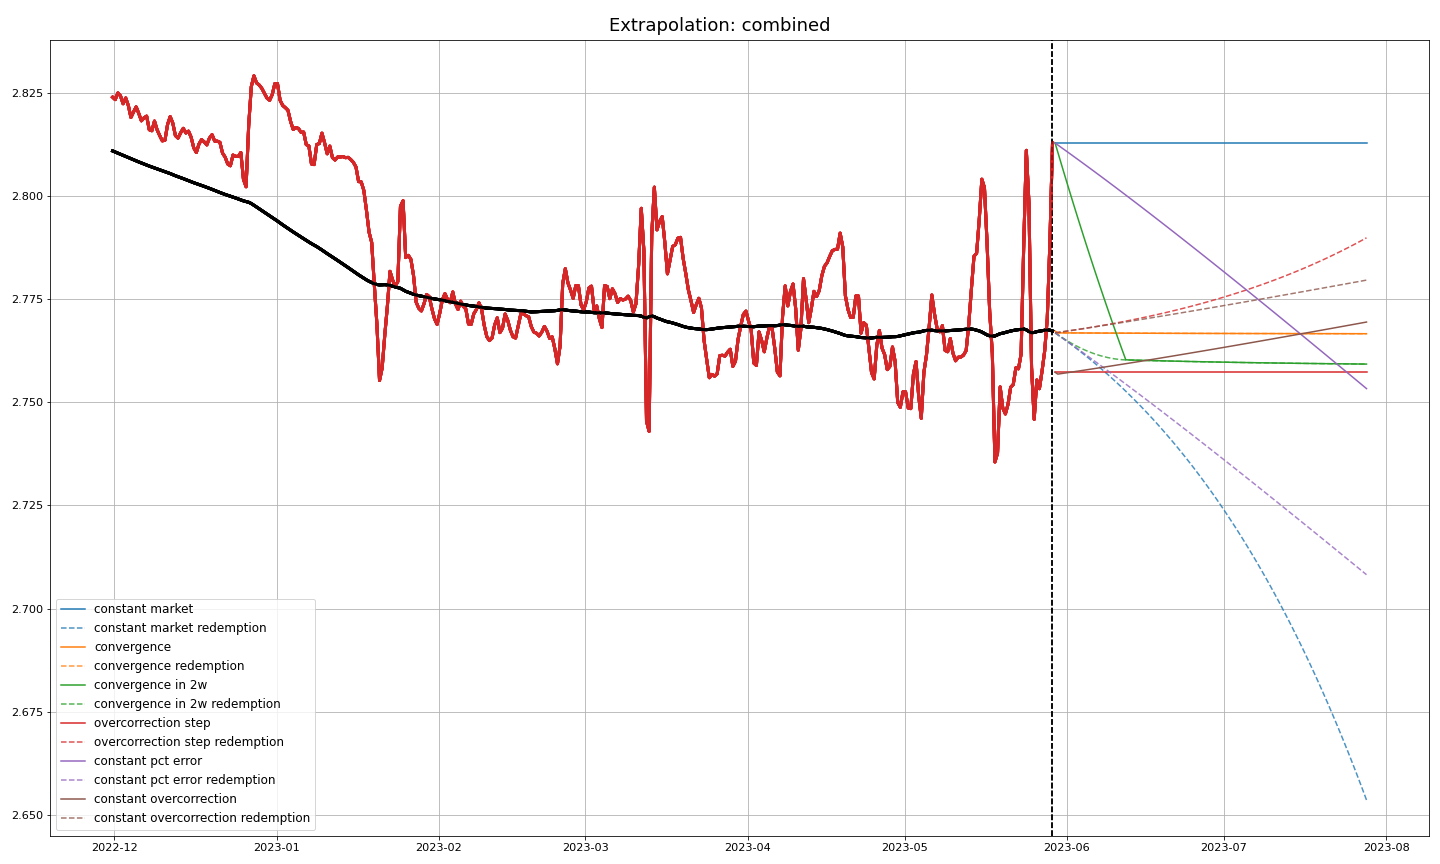 Extrapolation: combined
2.825
2.800
2.775
2.750
2.725
2.700
2.675
2.650
constant market
constant market redemption
convergence
convergence redemption
convergence in 2w
convergence in 2w redemption
overcorrection step
overcorrection step redemption
constant pct error
constant pct error redemption
constant overcorrection
constant overcorrection redemption
2022-12 2023-01 2023-02 2023-03 2023-04 2023-05 2023-06 2023-07 2023-08